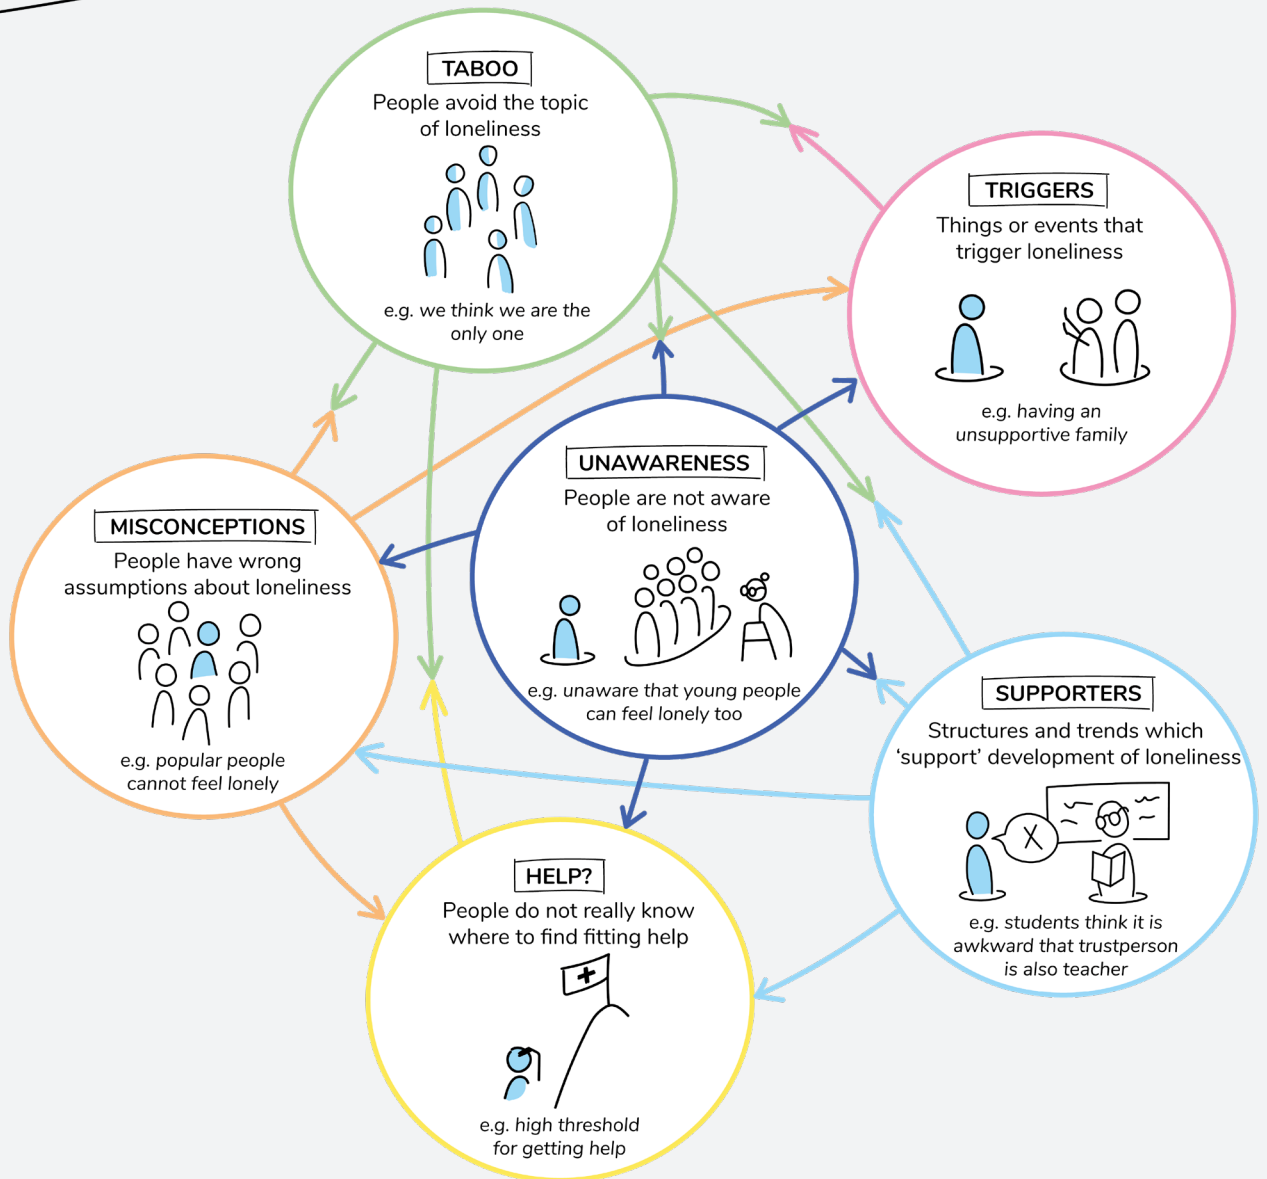 TABOO
People avoid the topic
of loneliness
e.g. we think we are the
only one
TRIGGERS
Things or events that
trigger loneliness
e.g. having an
unsupportive family
UNAWARENESS
People are not aware
of loneliness
e.g. unaware that young people
can feel lonely too
MISCONCEPTIONS
People have wrong
assumptions about loneliness
e.g. popular people
cannot feel lonely
SUPPORTERS
Structures and trends which
‘support’ development of loneliness
X
e.g. students think it is
awkward that trustperson
is also teacher
HELP?
People do not really know
where to find fitting help
e.g. high threshold
for getting help